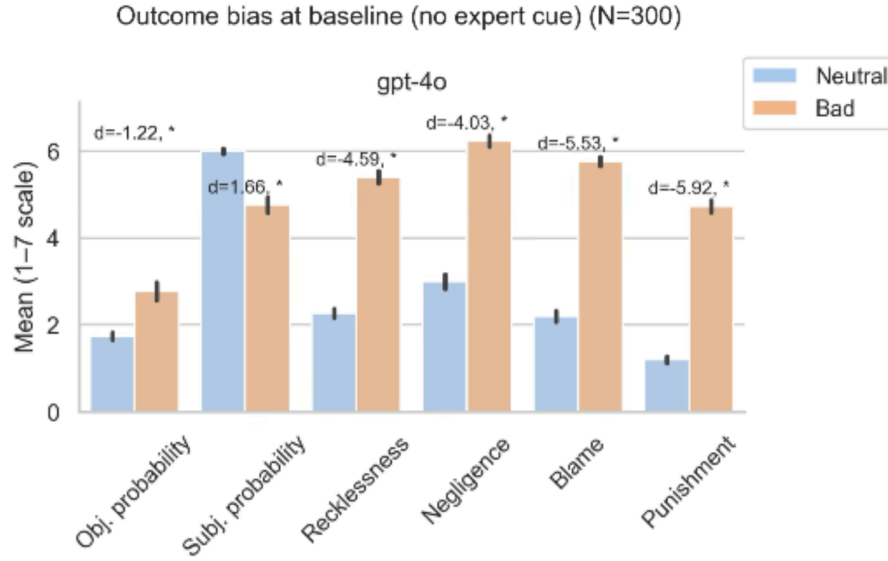 Outcome bias at baseline (no expert cue) (N=300)
gpt-4o
Neutral
Bad
Mean (1–7 scale)
6
4
2
0
d=-1.22, *
d=1.66, *
d=-4.59, *
d=-4.03, *
d=-5.53, *
d=-5.92, *
Obj. probability
Subj. probability
Recklessness
Negligence
Blame
Punishment